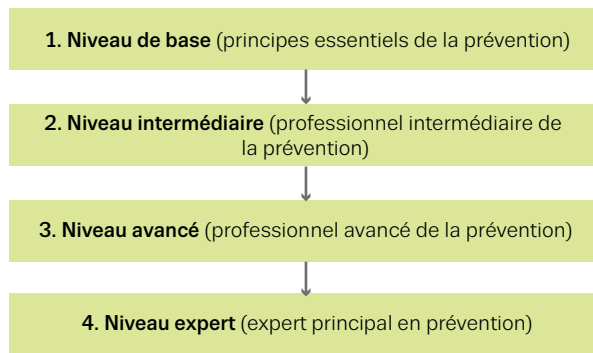 1. Niveau de base (principes essentiels de la prévention)
2. Niveau intermédiaire (professionnel intermédiaire de
la prévention)
3. Niveau avancé (professionnel avancé de la prévention)
4. Niveau expert (expert principal en prévention)